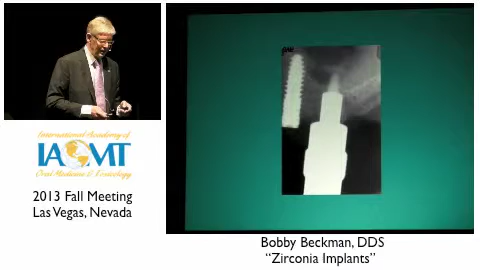 International Academy of
IAOMT
Oral Medicine & Toxicology
2013 Fall Meeting
Las Vegas, Nevada
Bobby Beckman, DDS
“Zirconia Implants”